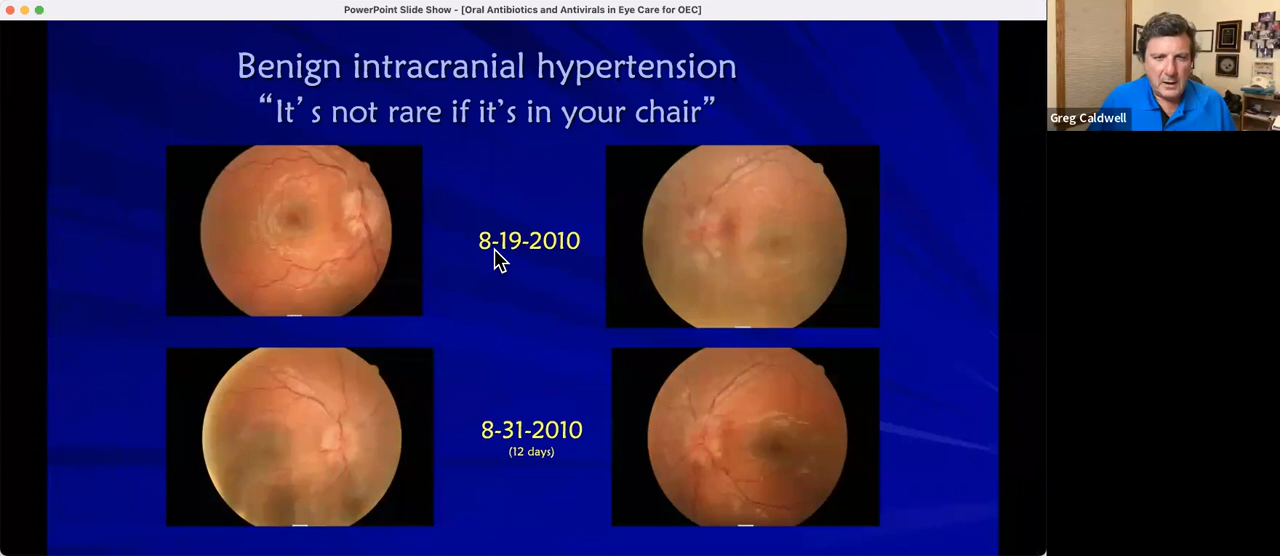 PowerPoint Slide Show - [Oral Antibiotics and Antivirals in Eye Care for OEC]
Benign intracranial hypertension
“It’s not rare if it’s in your chair”
Greg Caldwell
8-19-2010
8-31-2010
(12 days)